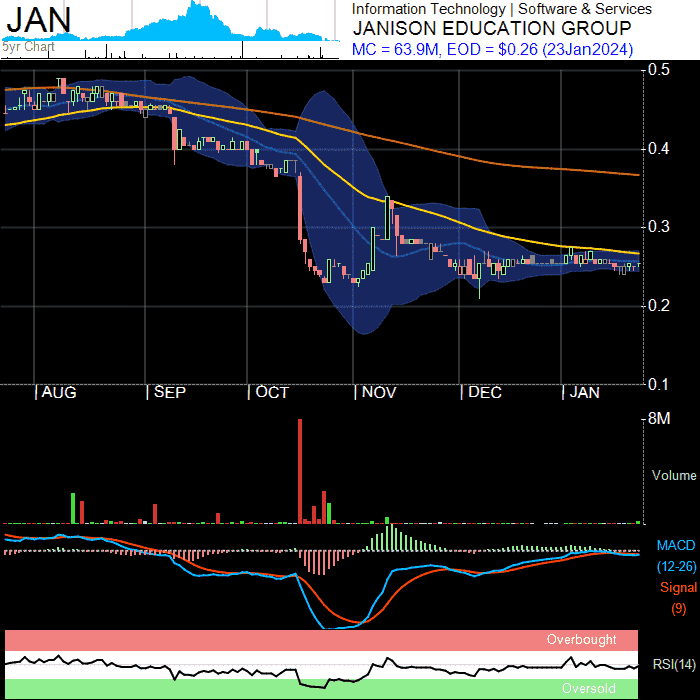 JAN
Information Technology | Software & Services
JANISON EDUCATION GROUP
5yr Chart
MC = 63.9M, EOD = $0.26 (23Jan2024)
0.5
0.4
0.3
0.2
0.1
| AUG | SEP | OCT | NOV | DEC | JAN
8M
Volume
MACD
(12-26)
Signal
(9)
Overbought
RSI(14)
Oversold